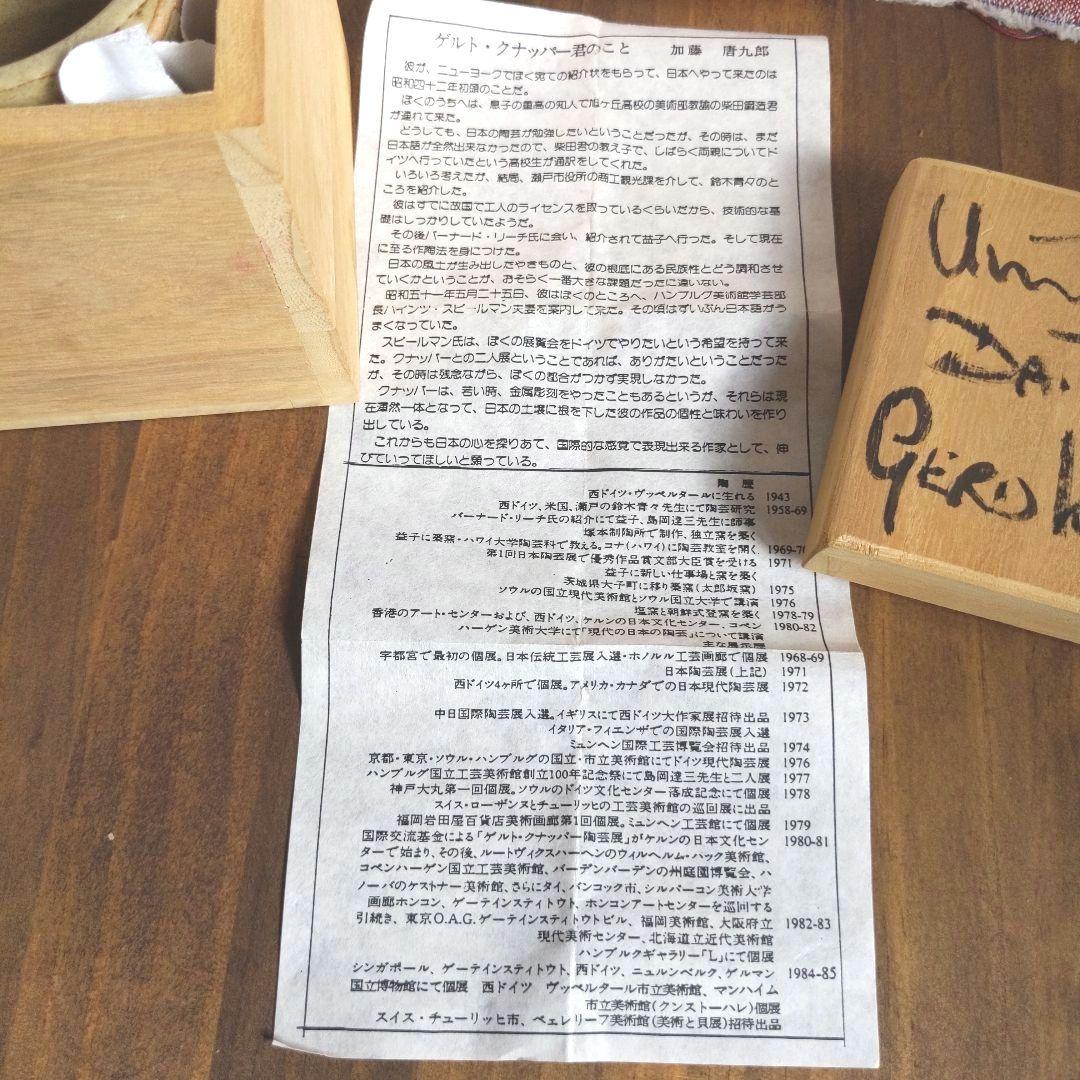 ゲルト・クナッパー君のこと　加藤　唐九郎
彼が、ニューヨークでぼく宛ての紹介状をもらって、日本へやって来たのは
昭和四十二年初頭のことだ。
ぼくのうちへは、息子の重高の知人で旭ヶ丘高校の美術部教諭の柴田鍋造君
が連れて来た。
どうしても、日本の陶芸が勉強したいということだったが、その時は、まだ
日本語が全然出来なかったので、柴田君の教え子で、しばらく両親についてド
イツへ行っていたという高校生が通訳をしてくれた。
いろいろ考えたが、結局、瀬戸市役所の商工観光課を介して、鈴木青々のと
ころを紹介した。
彼はすでに故国で工人のライセンスを取っているくらいだから、技術的な基
礎はしっかりしていたようだ。
その後バーナード・リーチ氏に会い、紹介されて益子へ行った。そして現在
に至る作陶法を身につけた。
日本の風土が生み出したやきものと、彼の根底にある民族性とどう調和させ
ていくかということが、おそらく一番大きな課題だったに違いない。
昭和五十一年五月二十五日、彼はぼくのところへ、ハンブルグ美術館学芸部
長ハインツ・スピールマン夫妻を案内して来た。その頃はずいぶん日本語がう
まくなっていた。
スピールマン氏は、ぼくの展覧会をドイツでやりたいという希望を持って来
た。クナッパーとの二人展ということであれば、ありがたいということだった
が、その時は残念ながら、ぼくの都合がつかず実現しなかった。
クナッパーは、若い時、金属彫刻をやったこともあるというが、それらは現
在渾然一体となって、日本の土壌に根を下した彼の作品の個性と味わいを作り
出している。
これからも日本の心を探りあて、国際的な感覚で表現出来る作家として、伸
びていってほしいと願っている。
陶 歴
西ドイツ・ヴッペルタールに生れる 1943
西ドイツ、米国、瀬戸の鈴木青々先生にて陶芸研究 1958-69
バーナード・リーチ氏の紹介にて益子、島岡達三先生に師事
塚本製陶所で制作、独立窯を築く
益子に築窯・ハワイ大学陶芸科で教える。コナ(ハワイ)に陶芸教室を開く 1969-70
第1回日本陶芸展で優秀作品賞文部大臣賞を受ける 1971
益子に新しい仕事場と窯を築く
茨城県大子町に移り築窯(太郎坂窯) 1975
ソウルの国立現代美術館とソウル国立大学で講演 1976
塩窯と朝鮮式登窯を築く 1978-79
香港のアート・センターおよび、西ドイツ、ケルンの日本文化センター、コペン 1980-82
ハーゲン美術大学にて「現代の日本の陶芸」について講演
主な展示歴
宇都宮で最初の個展。日本伝統工芸展入選・ホノルル工芸画廊で個展 1968-69
日本陶芸展(上記) 1971
西ドイツ4ヶ所で個展。アメリカ・カナダでの日本現代陶芸展 1972
中日国際陶芸展入選。イギリスにて西ドイツ大作家展招待出品 1973
イタリア・フィエンザでの国際陶芸展入選
ミュンヘン国際工芸博覧会招待出品 1974
京都・東京・ソウル・ハンブルグの国立・市立美術館にてドイツ現代陶芸展 1976
ハンブルグ国立工芸美術館創立100年記念祭にて島岡達三先生と二人展 1977
神戸大丸第一回個展。ソウルのドイツ文化センター落成記念にて個展 1978
スイス・ローザンヌとチューリッヒの工芸美術館の巡回展に出品
福岡岩田屋百貨店美術画廊第1回個展。ミュンヘン工芸館にて個展 1979
国際交流基金による「ゲルト・クナッパー陶芸展」がケルンの日本文化セン 1980-81
ターで始まり、その後、ルートヴィクスハーヘンのウィルヘルム・ハック美術館、
コペンハーゲン国立工芸美術館、バーデンバーデンの州庭園博覧会、ハ
ノーバのケストナー美術館、さらにタイ、バンコック市、シルパーコン美術大学
画廊ホンコン、ゲーテインスティトウト、ホンコンアートセンターを巡回する
引続き、東京O.A.G.ゲーテインスティトウトビル、福岡美術館、大阪府立 1982-83
現代美術センター、北海道立近代美術館
ハンブルクギャラリー「L」にて個展
シンガポール、ゲーテインスティトウト、西ドイツ、ニュルンベルク、ゲルマン 1984-85
国立博物館にて個展　西ドイツ　ヴッペルタール市立美術館、マンハイム
市立美術館(クンストーハレ)個展
スイス・チューリッヒ市、ベェレリーフ美術館(美術と貝展)招待出品
GERD